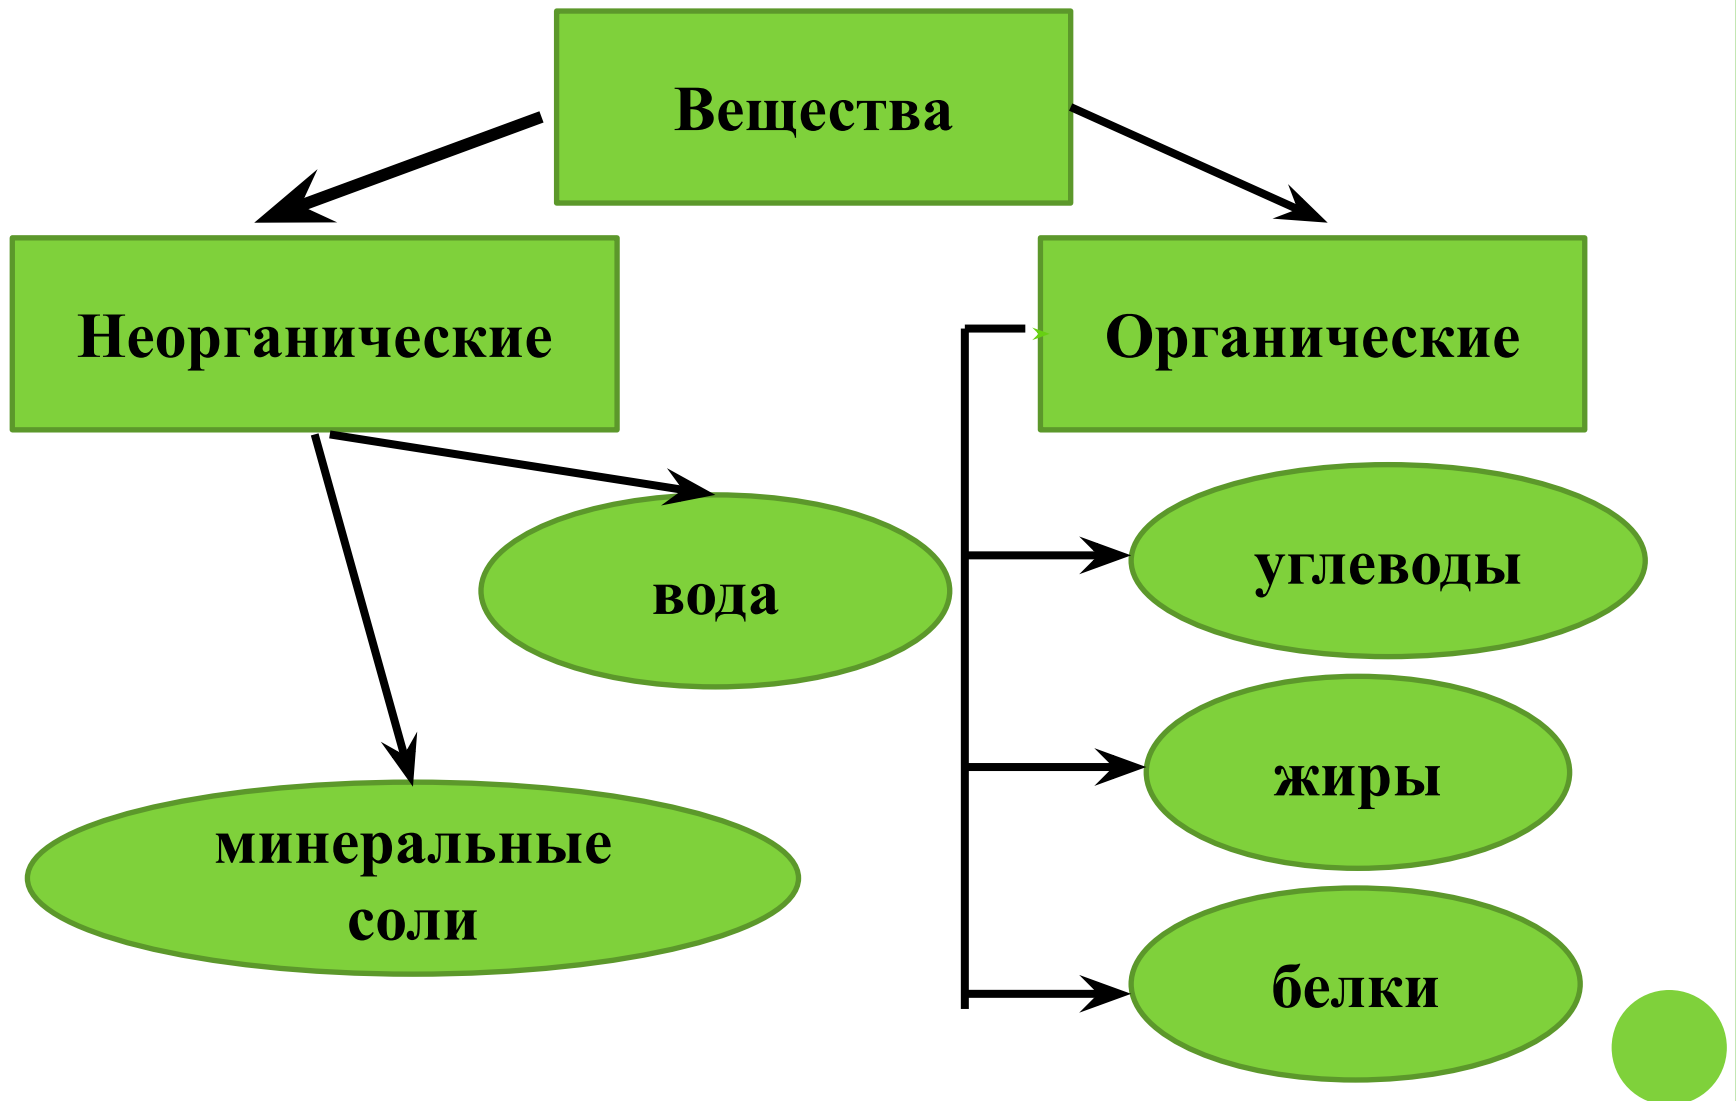 Вещества
Неорганические
Органические
вода
углеводы
жиры
минеральные
соли
белки